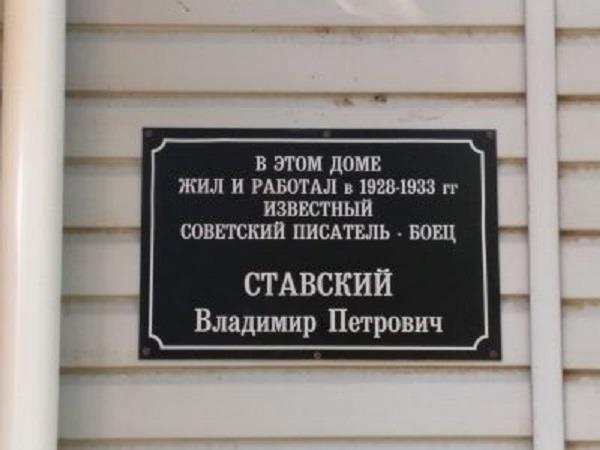 В ЭТОМ ДОМЕ
ЖИЛ И РАБОТАЛ в 1928-1933 гг
ИЗВЕСТНЫЙ
СОВЕТСКИЙ ПИСАТЕЛЬ - БОЕЦ
СТАВСКИЙ
Владимир Петрович